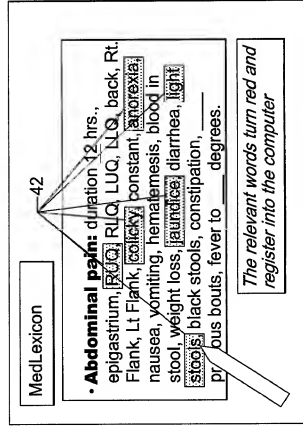 MedLexicon
42
• Abdominal pain: duration 12 hrs.,
epigastrium, RUQ, RLQ, LUQ, LLQ, back, Rt.
Flank, Lt Flank, colicky, constant, anorexia,
nausea, vomiting, hematemesis, blood in
stool, weight loss, jaundice, diarrhea, light
stools, black stools, constipation, ____
bouts, fever to ____ degrees.
The relevant words turn red and
register into the computer